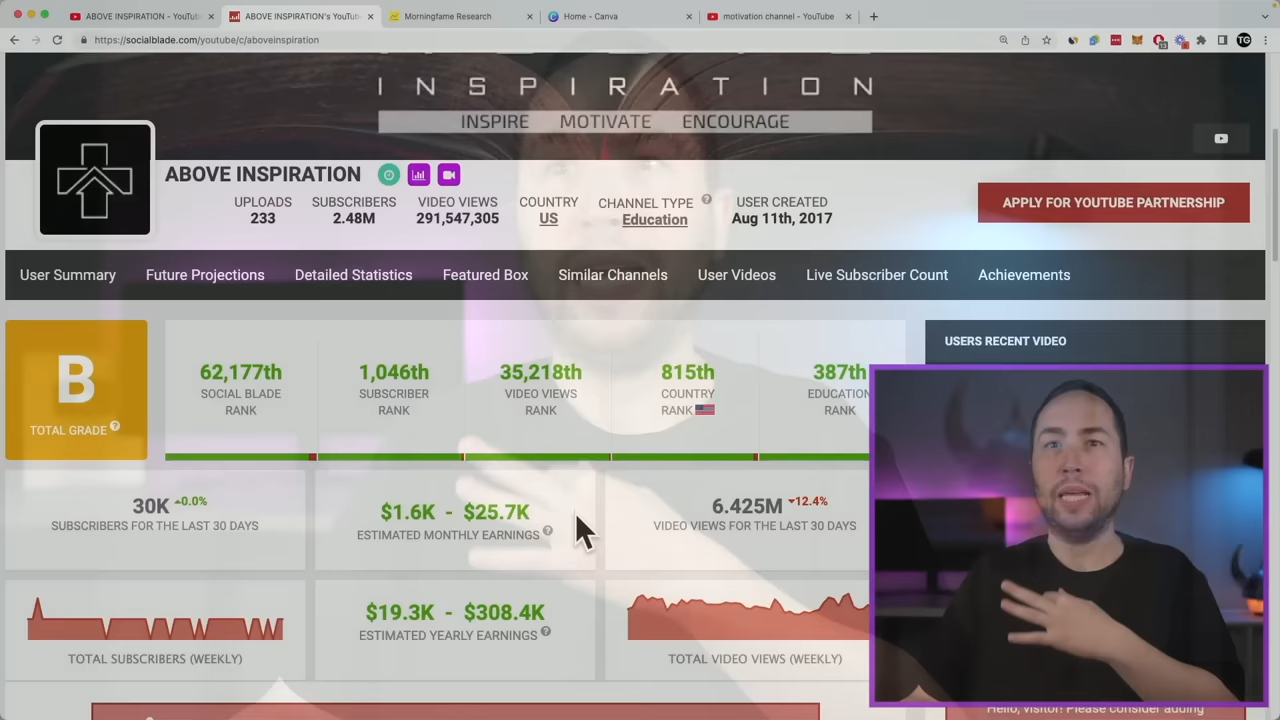 ABOVE INSPIRATION - YouTub
ABOVE INSPIRATION's YouTub
Morningfame Research
Home - Canva
motivation channel - YouTube
https://socialblade.com/youtube/c/aboveinspiration
TG
INSPIRATION
INSPIRE MOTIVATE ENCOURAGE
ABOVE INSPIRATION
UPLOADS
233
SUBSCRIBERS
2.48M
VIDEO VIEWS
291,547,305
COUNTRY
US
CHANNEL TYPE
Education
USER CREATED
Aug 11th, 2017
APPLY FOR YOUTUBE PARTNERSHIP
User Summary Future Projections Detailed Statistics Featured Box Similar Channels User Videos Live Subscriber Count Achievements
B
TOTAL GRADE
62,177th
SOCIAL BLADE
RANK
1,046th
SUBSCRIBER
RANK
35,218th
VIDEO VIEWS
RANK
815th
COUNTRY
RANK
387th
EDUCATION
RANK
USERS RECENT VIDEO
30K 0.0%
SUBSCRIBERS FOR THE LAST 30 DAYS
$1.6K - $25.7K
ESTIMATED MONTHLY EARNINGS
6.425M 12.4%
VIDEO VIEWS FOR THE LAST 30 DAYS
TOTAL SUBSCRIBERS (WEEKLY)
$19.3K - $308.4K
ESTIMATED YEARLY EARNINGS
TOTAL VIDEO VIEWS (WEEKLY)
Hello, visitor! Please consider adding